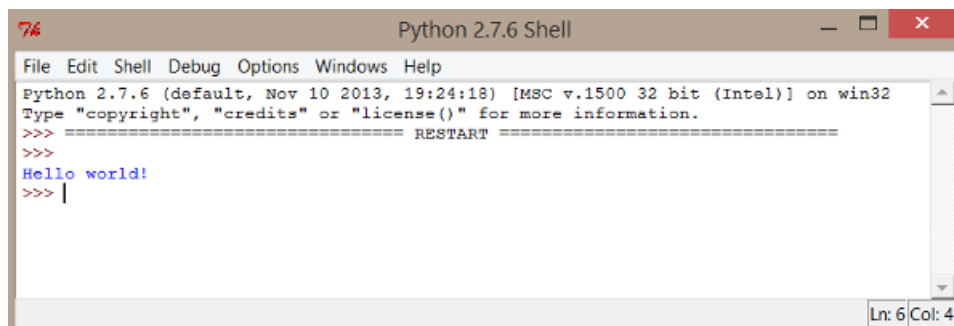 Python 2.7.6 Shell
File Edit Shell Debug Options Windows Help
Python 2.7.6 (default, Nov 10 2013, 19:24:18) [MSC v.1500 32 bit (Intel)] on win32
Type "copyright", "credits" or "license()" for more information.
>>> ================================ RESTART ================================
>>>
Hello world!
>>>
Ln: 6 Col: 4